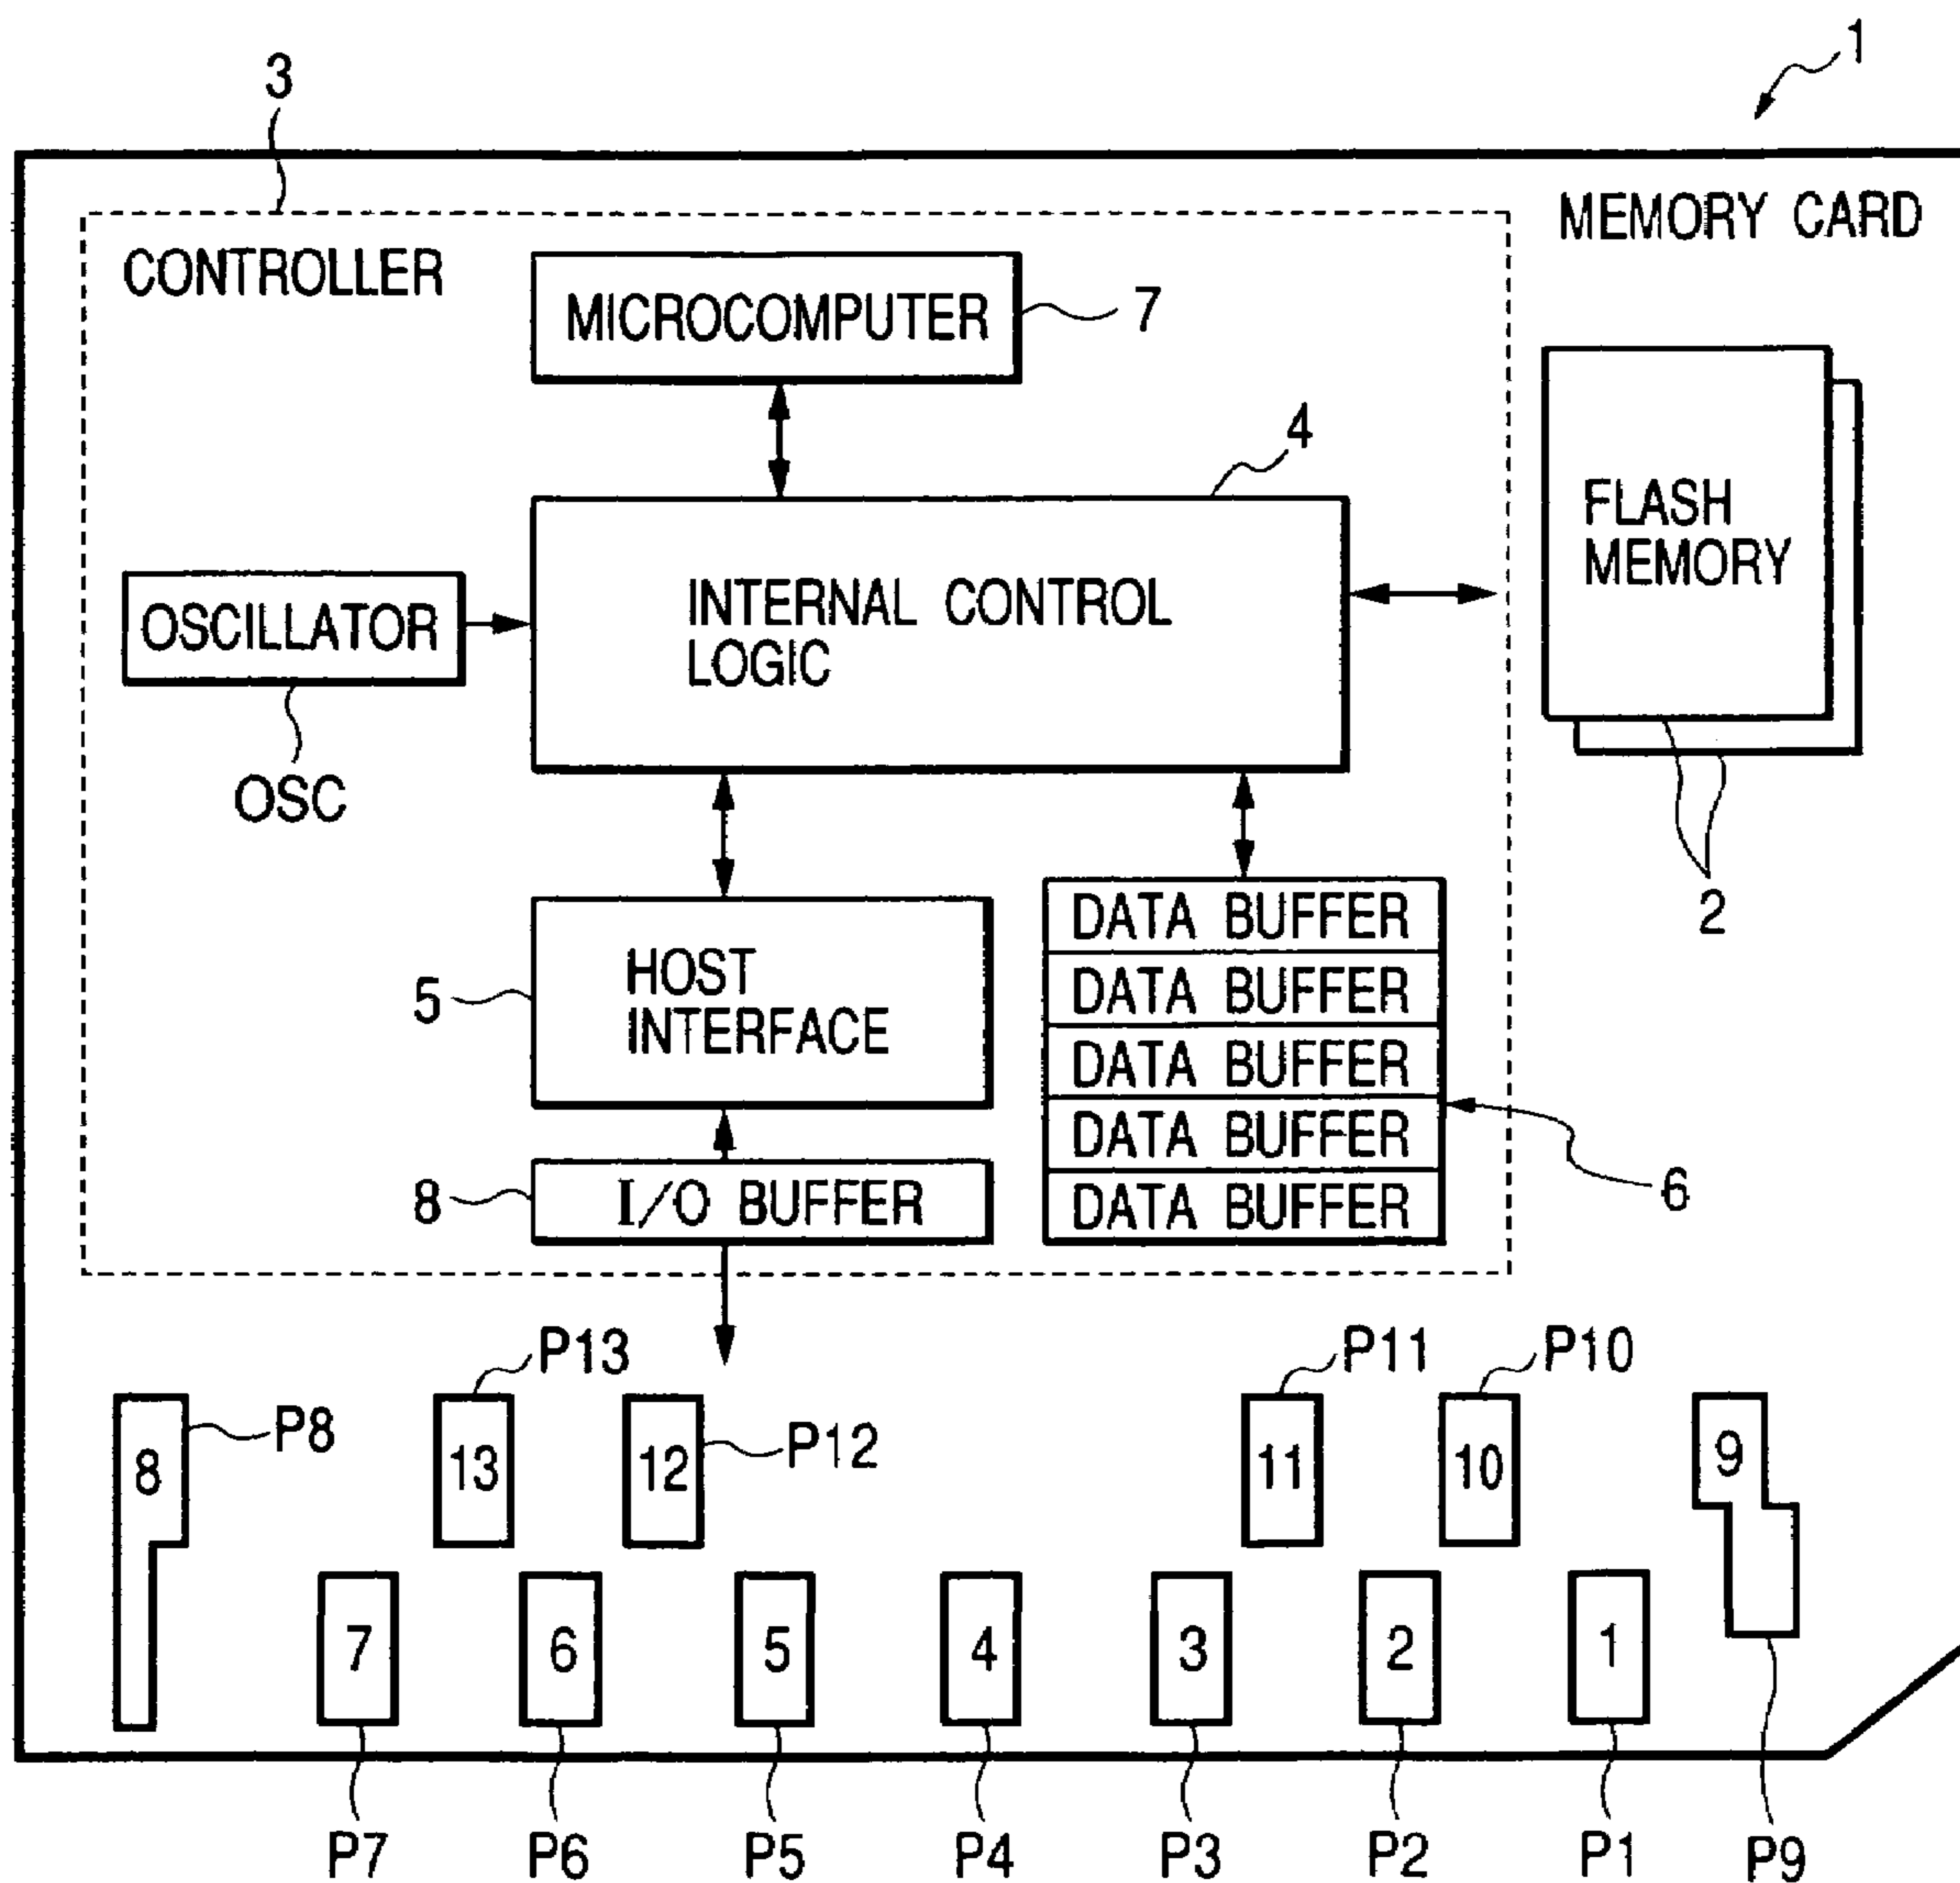 1
3
MEMORY CARD
CONTROLLER
MICROCOMPUTER
7
4
FLASH
MEMORY
INTERNAL CONTROL
LOGIC
OSCILLATOR
OSC
2
DATA BUFFER
HOST
INTERFACE
5
DATA BUFFER
DATA BUFFER
DATA BUFFER
DATA BUFFER
6
8
I/O BUFFER
P13
P11
P10
P8
P12
8
13
12
11
10
9
7
6
5
4
3
2
1
P7
P6
P5
P4
P3
P2
P1
P9